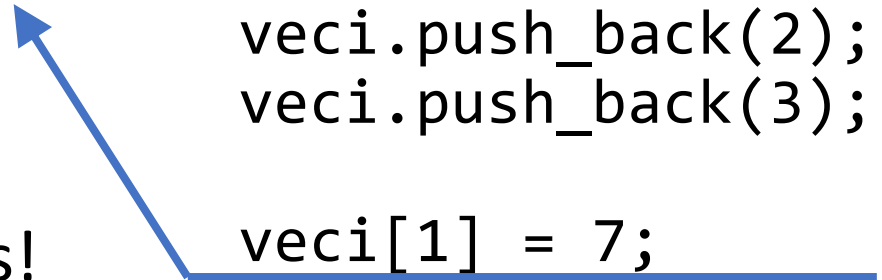 veci.push_back(2);
veci.push_back(3);
s!
veci[1] = 7;